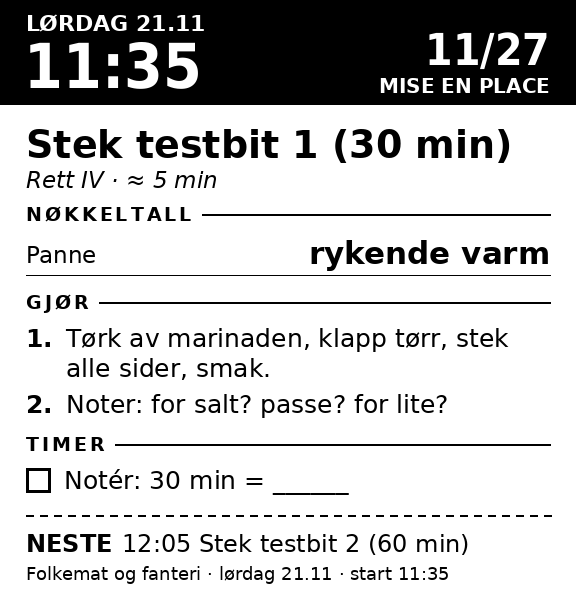 LØRDAG 21.11
11:35
11/27
MISE EN PLACE
Stek testbit 1 (30 min)
Rett IV · ≈ 5 min
NØKKELTALL
Panne rykende varm
GJØR
1. Tørk av marinaden, klapp tørr, stek
alle sider, smak.
2. Noter: for salt? passe? for lite?
TIMER
☐ Notér: 30 min = ______
NESTE 12:05 Stek testbit 2 (60 min)
Folkemat og fanteri · lørdag 21.11 · start 11:35